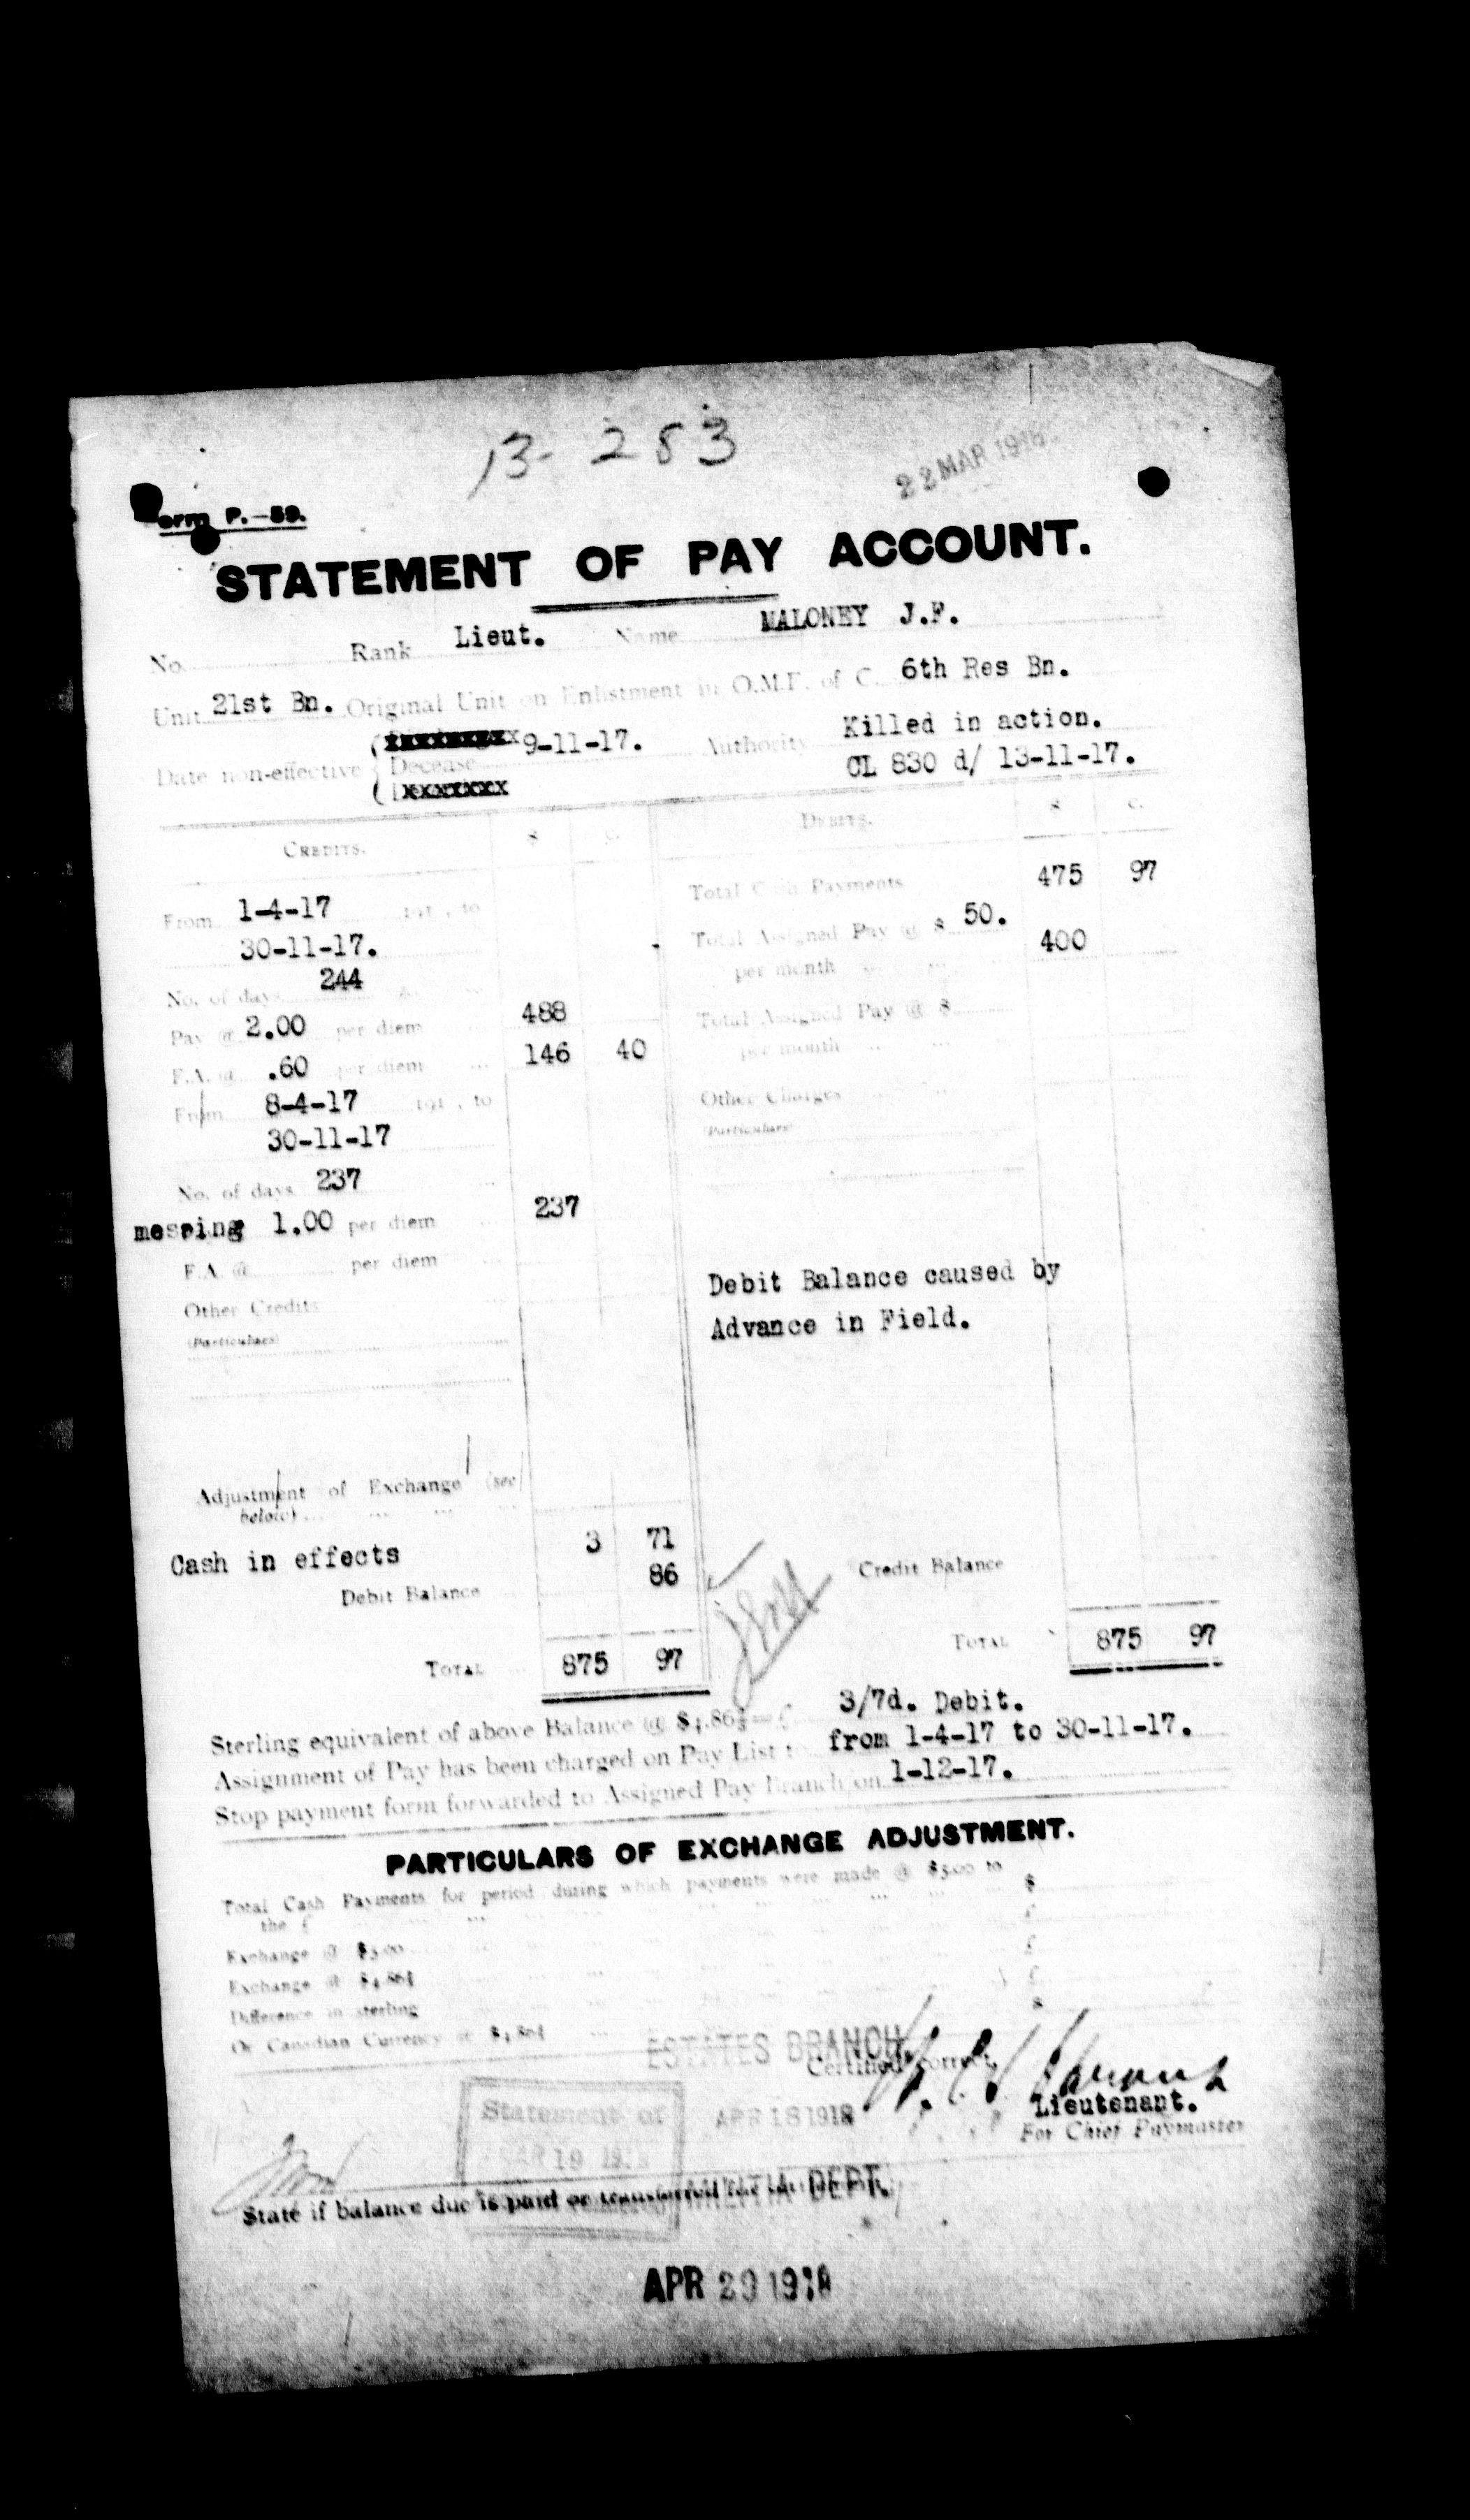 13- 283
22 MAR 1918
orm P.-59.
STATEMENT OF PAY ACCOUNT.
No. Rank Lieut. Name MALONEY J.F.
Unit 21st Bn. Original Unit on Enlistment in O.M.F. of C. 6th Res Bn.
Date non-effective Decease 9-11-17. Authority Killed in action.
CL 830 d/ 13-11-17.
CREDITS. $ c. DEBITS. $ c.
From 1-4-17 191 , to
30-11-17.
No. of days 244
Pay @ 2.00 per diem 488
F.A. @ .60 per diem 146 40
From 8-4-17 191 , to
30-11-17
No. of days 237
messing 1.00 per diem 237
F.A. @ per diem
Other Credits
(Particulars)
Adjustment of Exchange (see
below)
Cash in effects 3 71
Debit Balance 86
TOTAL 875 97
Total Cash Payments 475 97
Total Assigned Pay @ $ 50.
per month 400
Total Assigned Pay @ $
per month
Other Charges
(Particulars)
Debit Balance caused by
Advance in Field.
Credit Balance
TOTAL 875 97
Sterling equivalent of above Balance @ $4.86⅔ = £ 3/7d. Debit.
Assignment of Pay has been charged on Pay List to from 1-4-17 to 30-11-17.
Stop payment form forwarded to Assigned Pay Branch on 1-12-17.
PARTICULARS OF EXCHANGE ADJUSTMENT.
Total Cash Payments for period during which payments were made @ $5.00 to $
the £ £
Exchange @ $5.00 £
Exchange @ $4.86⅔ £
Difference in sterling $
Or Canadian Currency @ $4.86⅔
ESTATES BRANCH
Certified correct,
Lieutenant.
For Chief Paymaster
Statement of
APR 18 1918
19
State if balance due is paid or transferred
MILITIA DEPT.
APR 29 1918